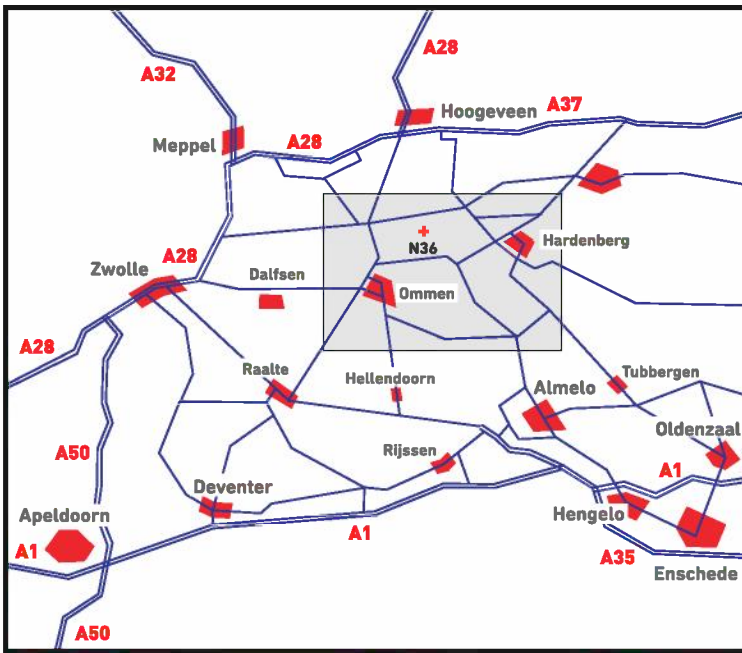 A28
A32
Hoogeveen
A37
Meppel
A28
N36
Hardenberg
A28
Zwolle
Dalfsen
Ommen
A28
Raalte
Hellendoorn
Tubbergen
Almelo
Oldenzaal
A50
Rijssen
A1
Deventer
Apeldoorn
Hengelo
A1
A1
A35
Enschede
A50